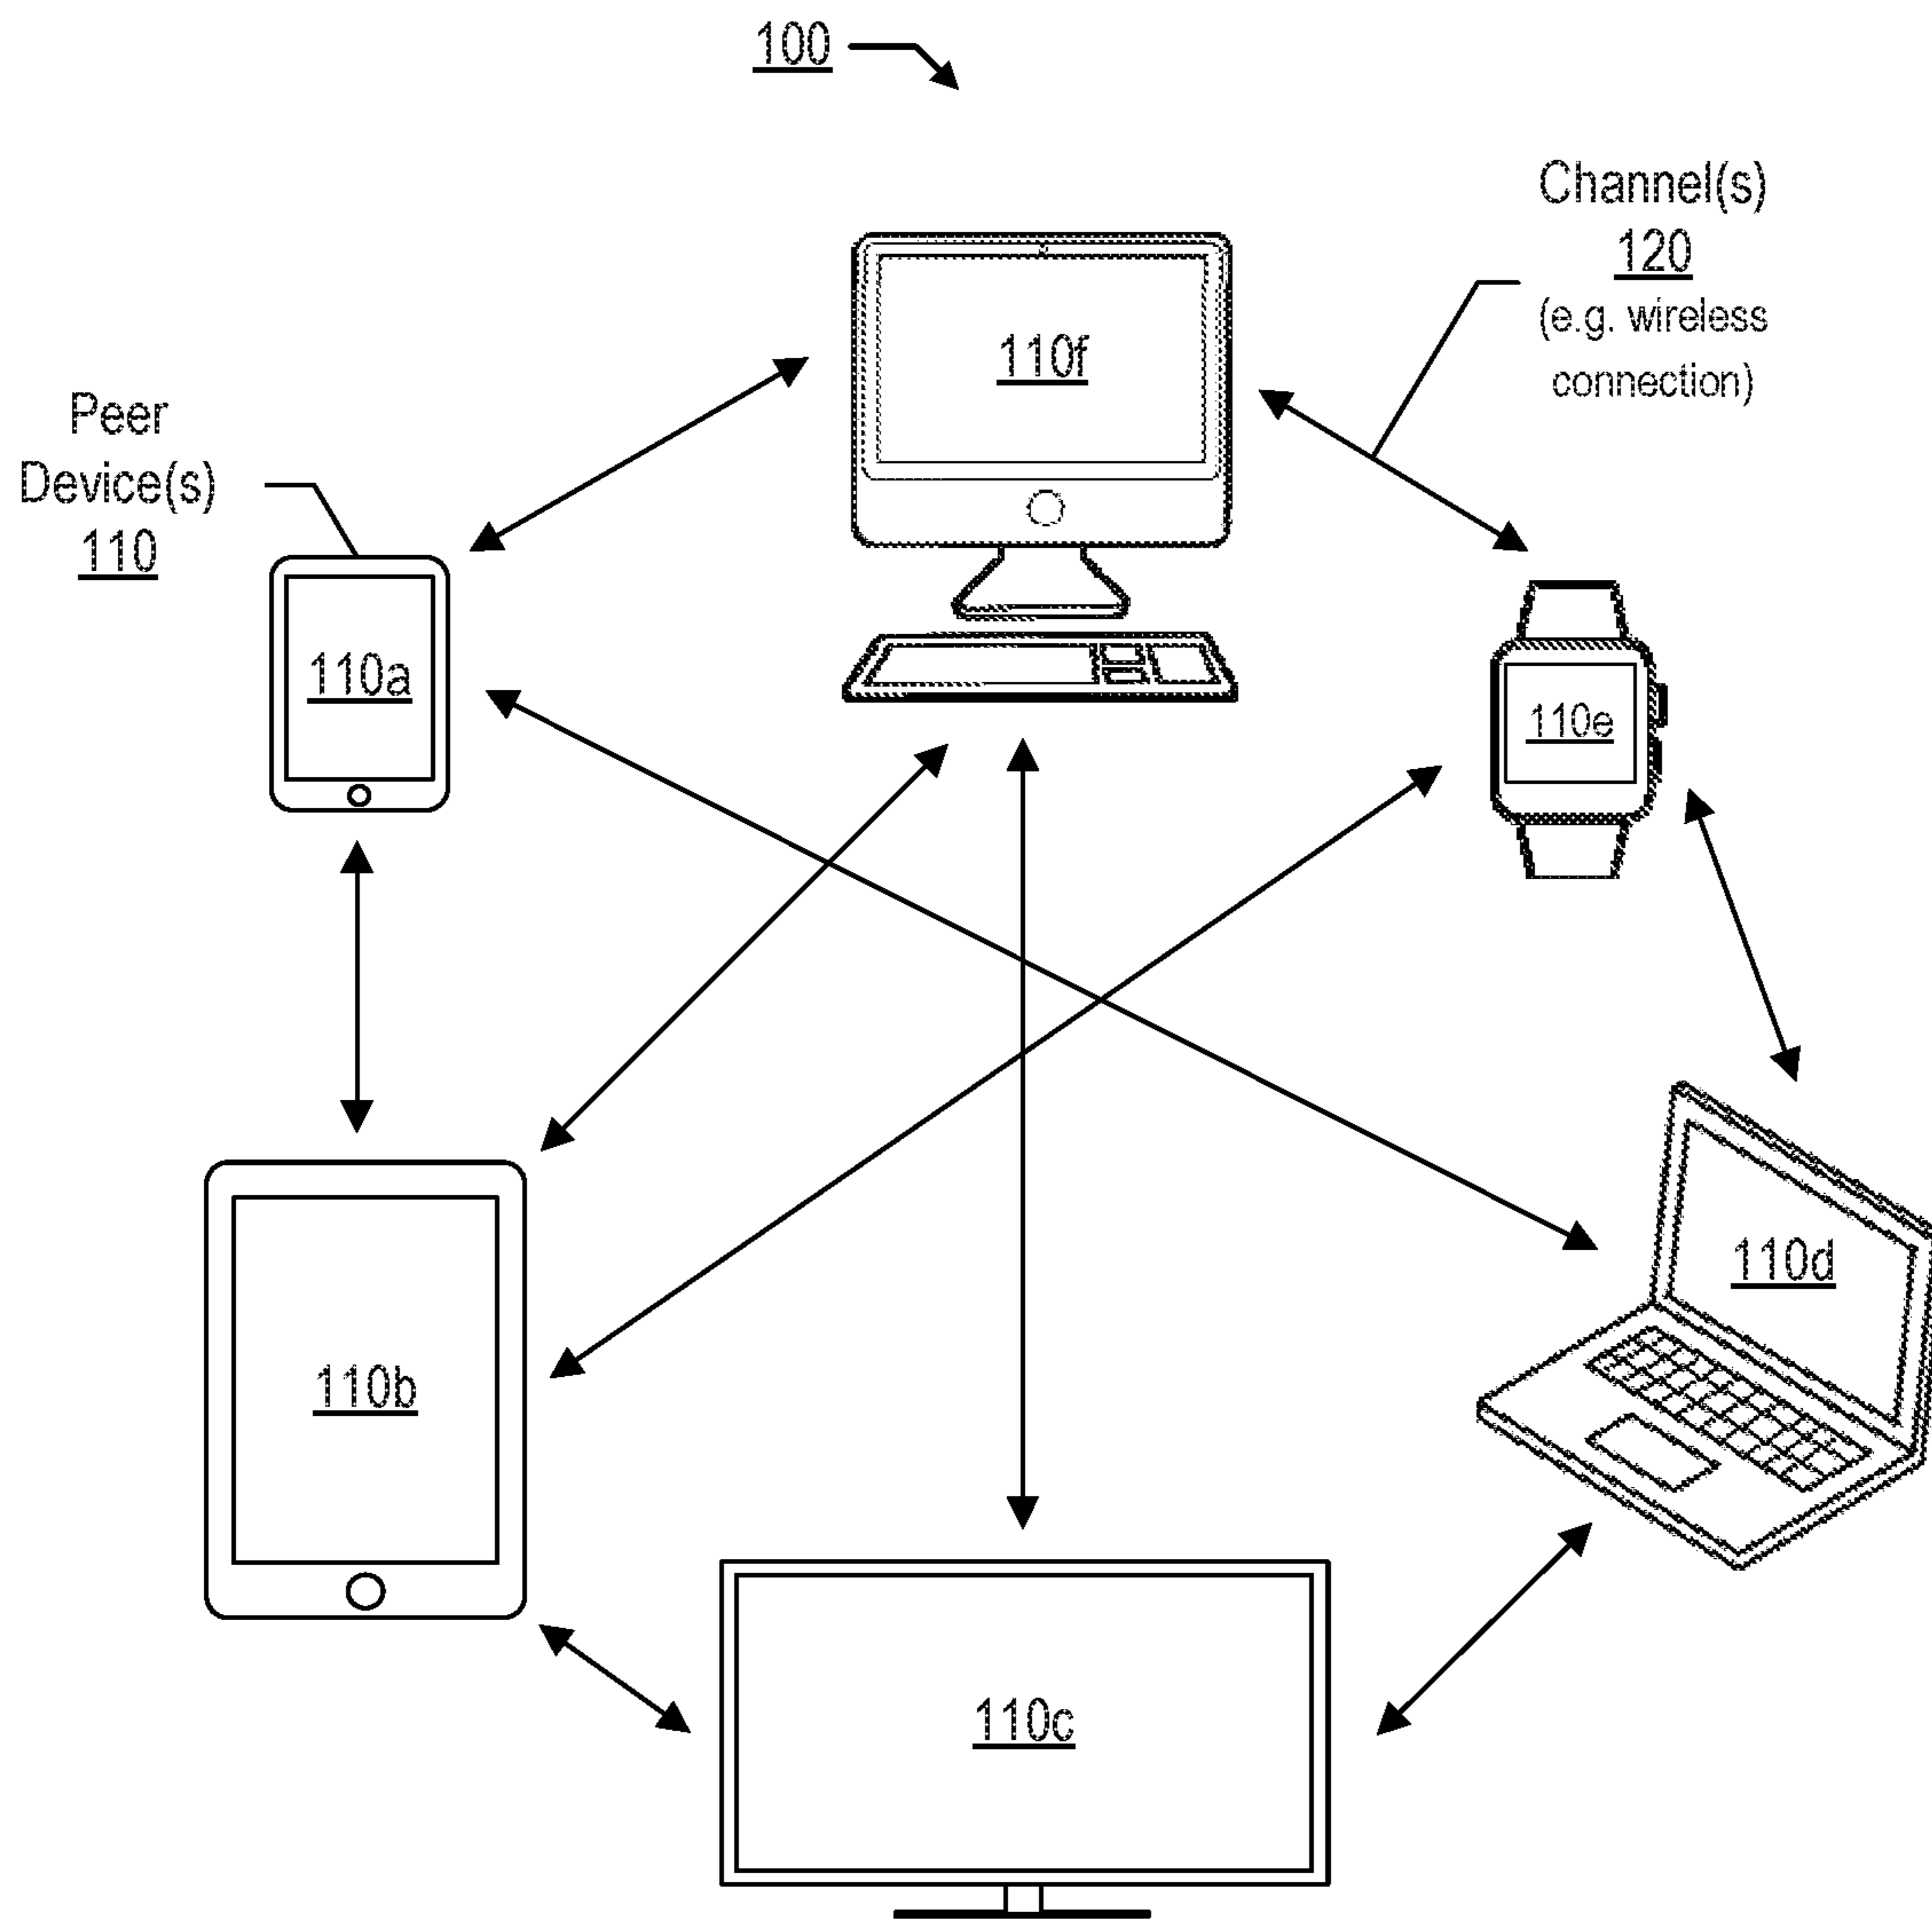 100
Channel(s)
120
(e.g. wireless
connection)
110f
Peer
Device(s)
110
110a
110e
110d
110b
110c